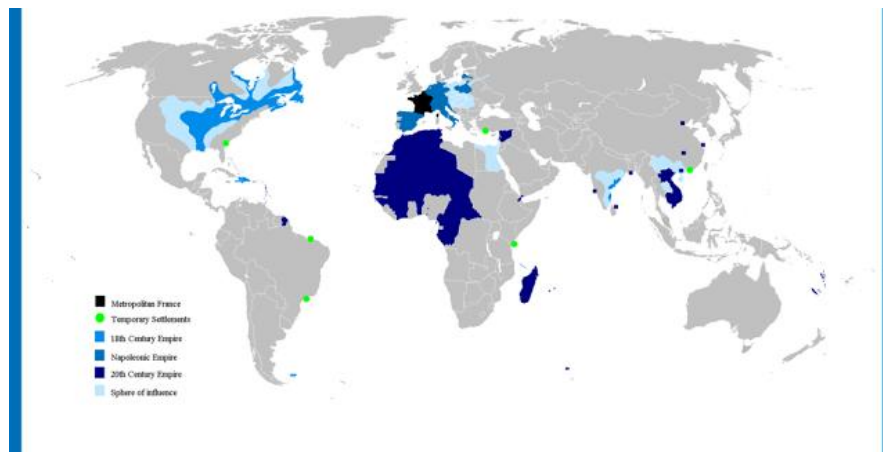 Metropolitan France
Temporary Settlements
18th Century Empire
Napoleonic Empire
20th Century Empire
Sphere of influence